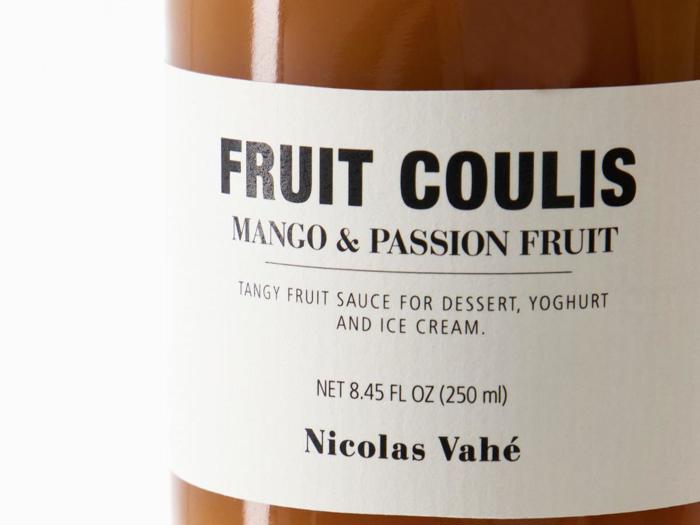 FRUIT COULIS
MANGO & PASSION FRUIT
TANGY FRUIT SAUCE FOR DESSERT, YOGHURT
AND ICE CREAM.
NET 8.45 FL OZ (250 ml)
Nicolas Vahé